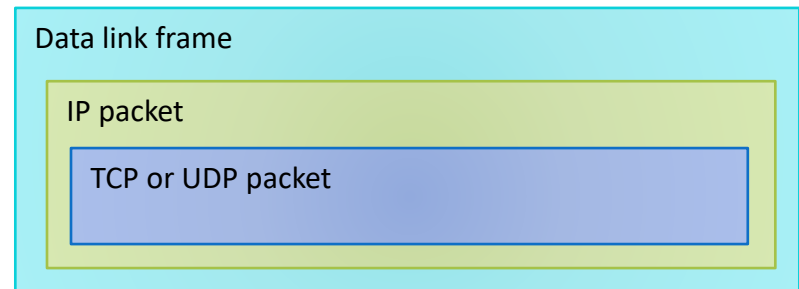 Data link frame
IP packet
TCP or UDP packet